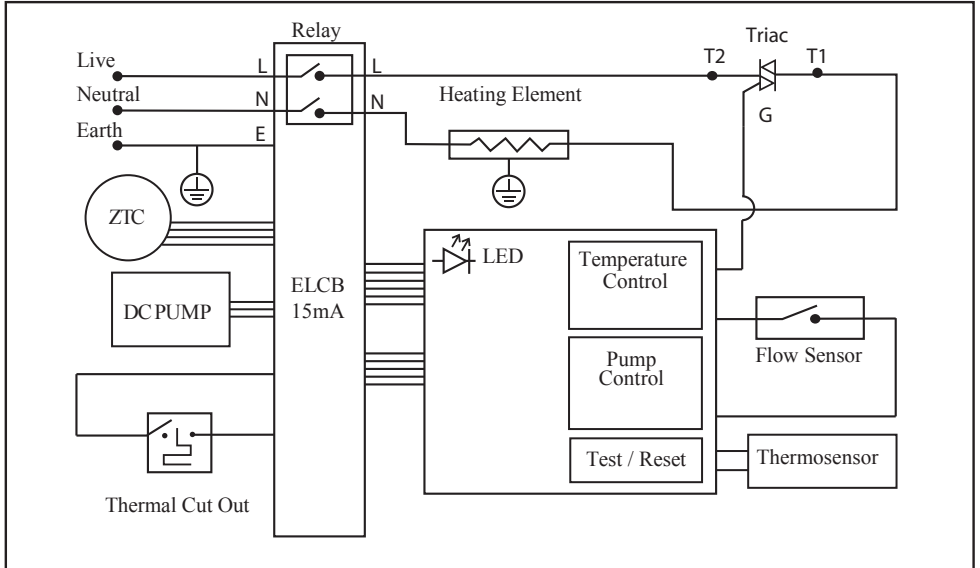 Relay
Triac
Live
L
L
T2
T1
Neutral
N
N
Heating Element
G
Earth
E
ZTC
LED
Temperature
Control
ELCB
15mA
DC PUMP
Flow Sensor
Pump
Control
Test / Reset
Thermosensor
Thermal Cut Out